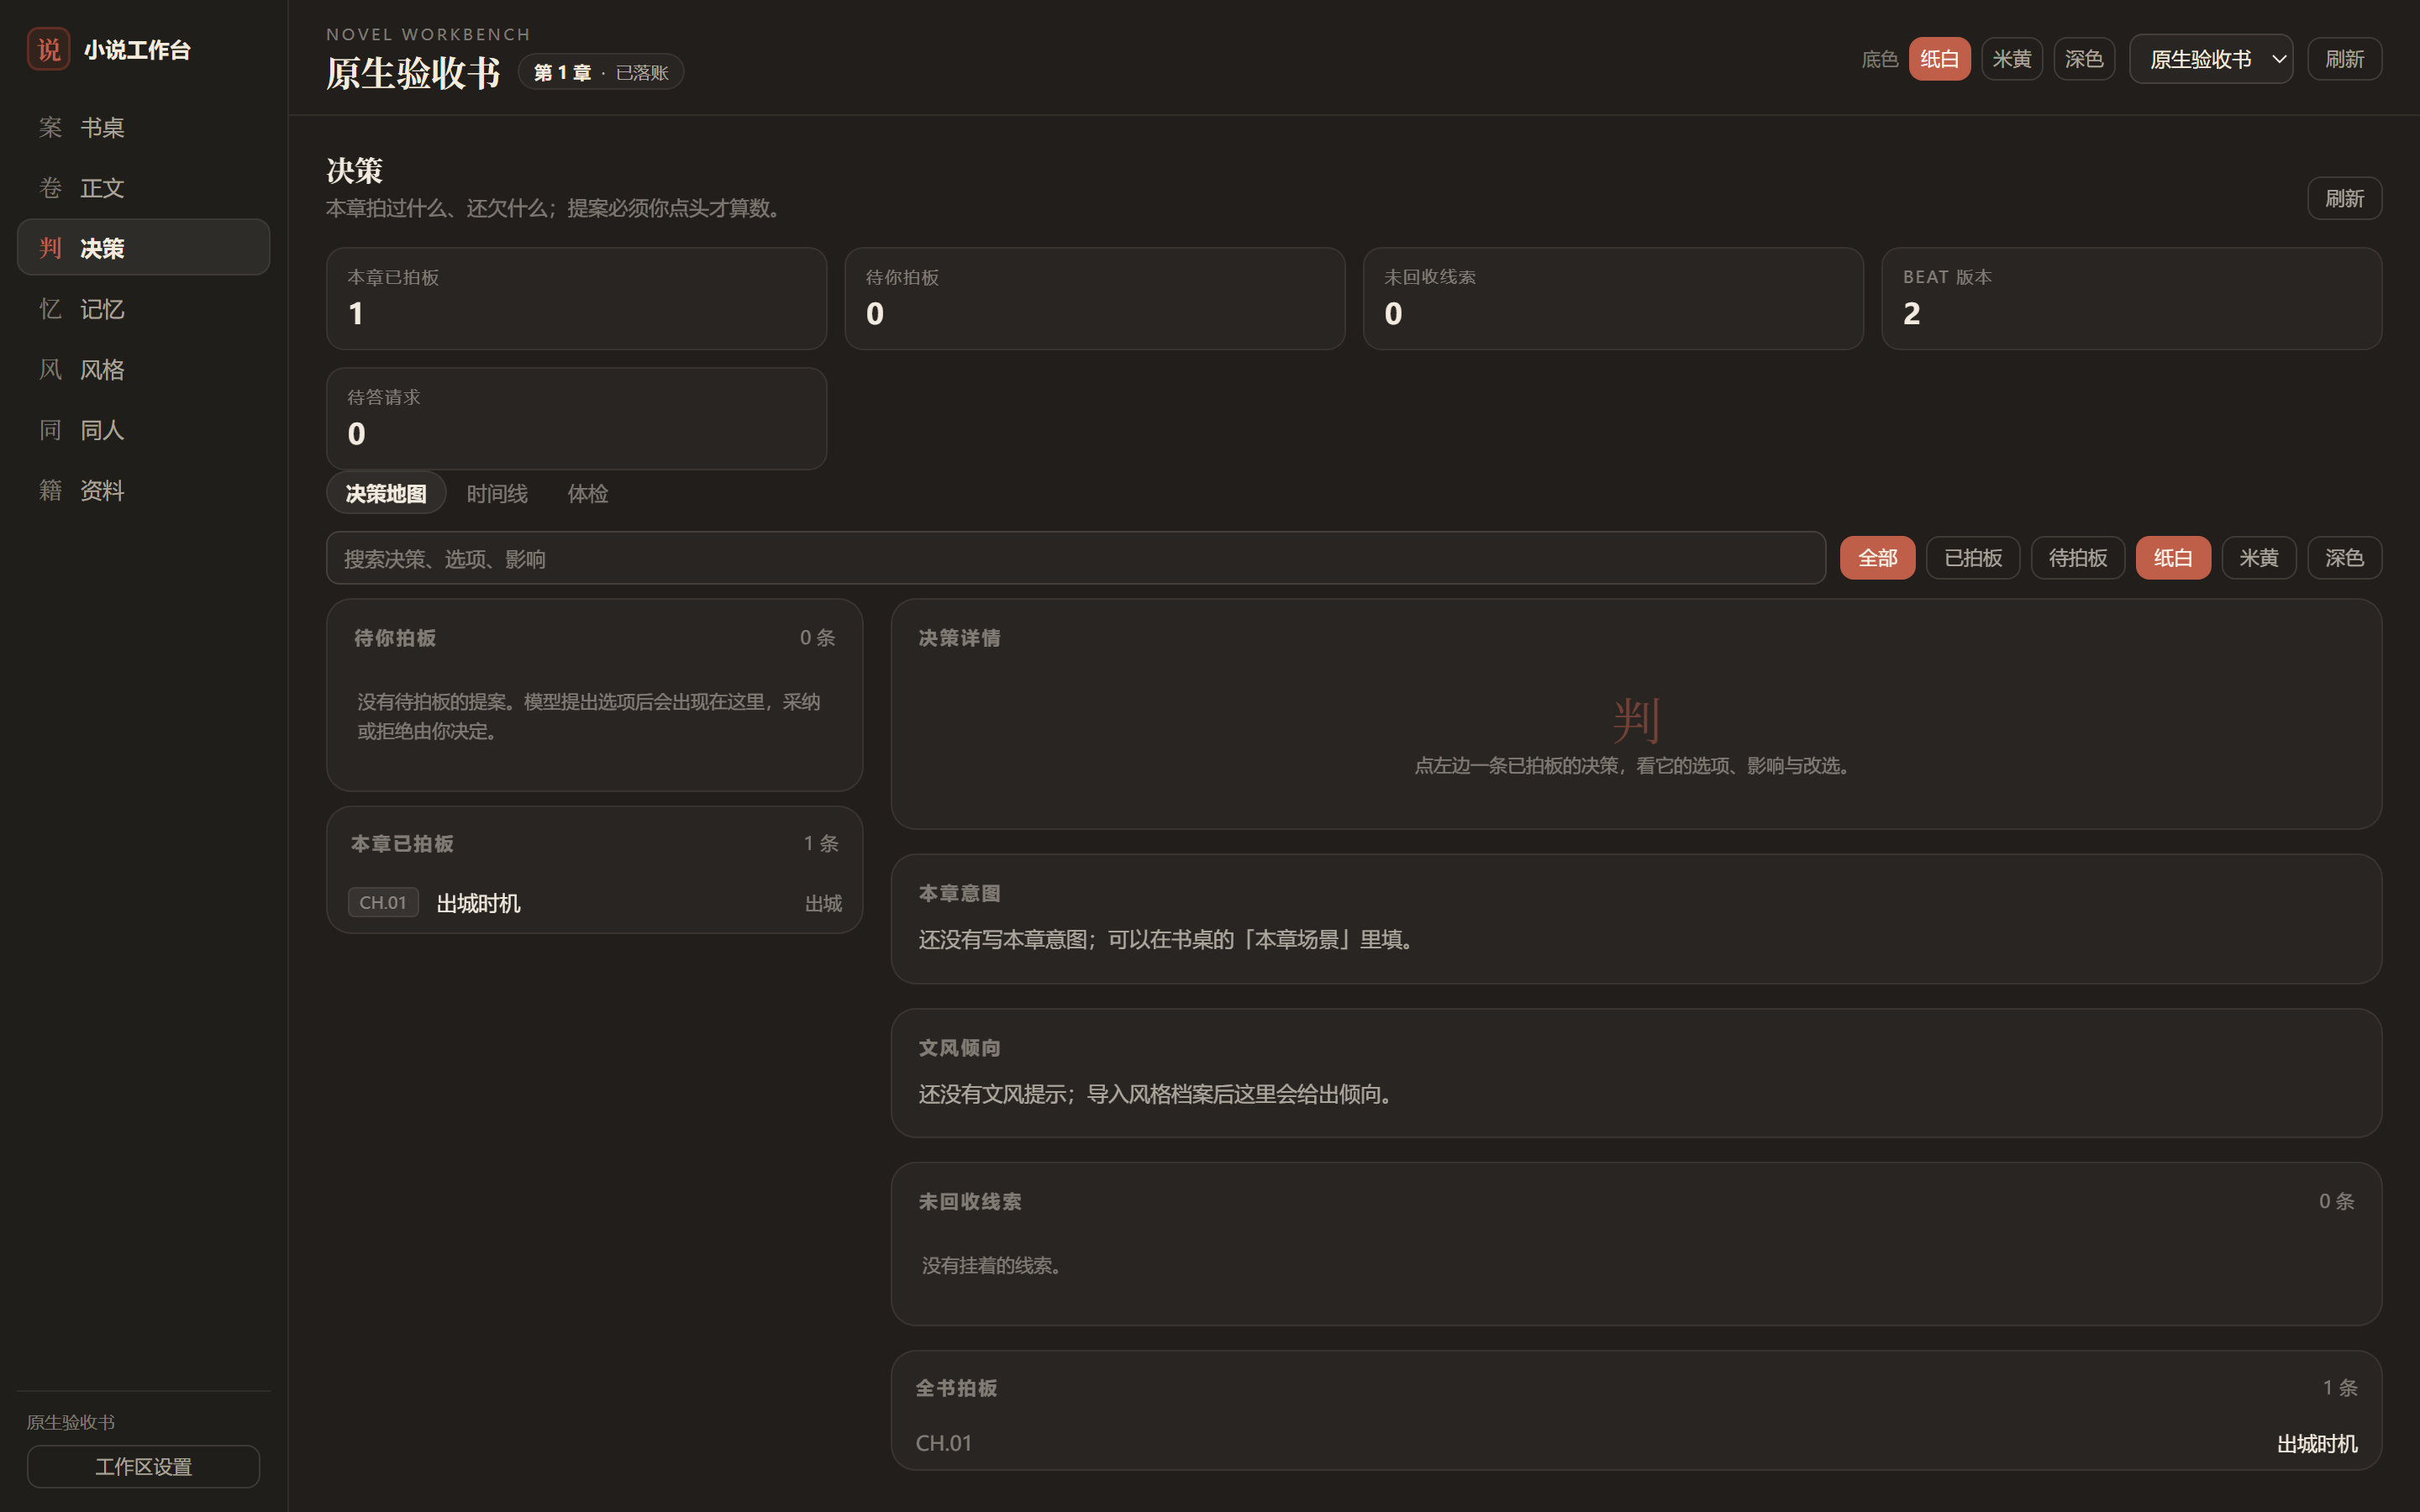 说 小说工作台
案 书桌
卷 正文
判 决策
忆 记忆
风 风格
同 同人
籍 资料
原生验收书
工作区设置
NOVEL WORKBENCH
原生验收书 第 1 章 · 已落账
底色 纸白 米黄 深色 原生验收书 刷新
决策
本章拍过什么、还欠什么；提案必须你点头才算数。
刷新
本章已拍板
1
待你拍板
0
未回收线索
0
BEAT 版本
2
待答请求
0
决策地图 时间线 体检
搜索决策、选项、影响
全部 已拍板 待拍板 纸白 米黄 深色
待你拍板 0 条
没有待拍板的提案。模型提出选项后会出现在这里，采纳
或拒绝由你决定。
本章已拍板 1 条
CH.01 出城时机 出城
决策详情
判
点左边一条已拍板的决策，看它的选项、影响与改选。
本章意图
还没有写本章意图；可以在书桌的「本章场景」里填。
文风倾向
还没有文风提示；导入风格档案后这里会给出倾向。
未回收线索 0 条
没有挂着的线索。
全书拍板 1 条
CH.01 出城时机